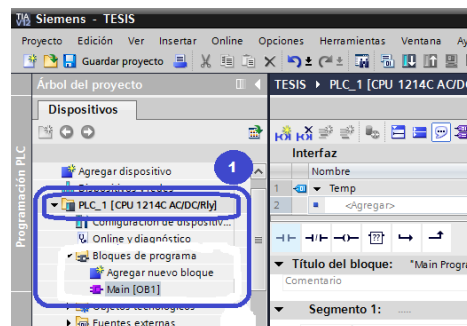 Siemens - TESIS
Proyecto Edición Ver Insertar Online Opciones Herramientas Ventana Ay
Guardar proyecto
Árbol del proyecto
TESIS PLC_1 [CPU 1214C AC/D
Dispositivos
Programación PLC
Agregar dispositivo
1
PLC_1 [CPU 1214C AC/DC/Rly]
Configuración de dispositiv...
Online y diagnóstico
Bloques de programa
Agregar nuevo bloque
Main [OB1]
Objetos tecnológicos
Fuentes externas
Interfaz
Nombre
1 Temp
2 <Agregar>
??
Título del bloque: "Main Progra
Comentario
Segmento 1: .....